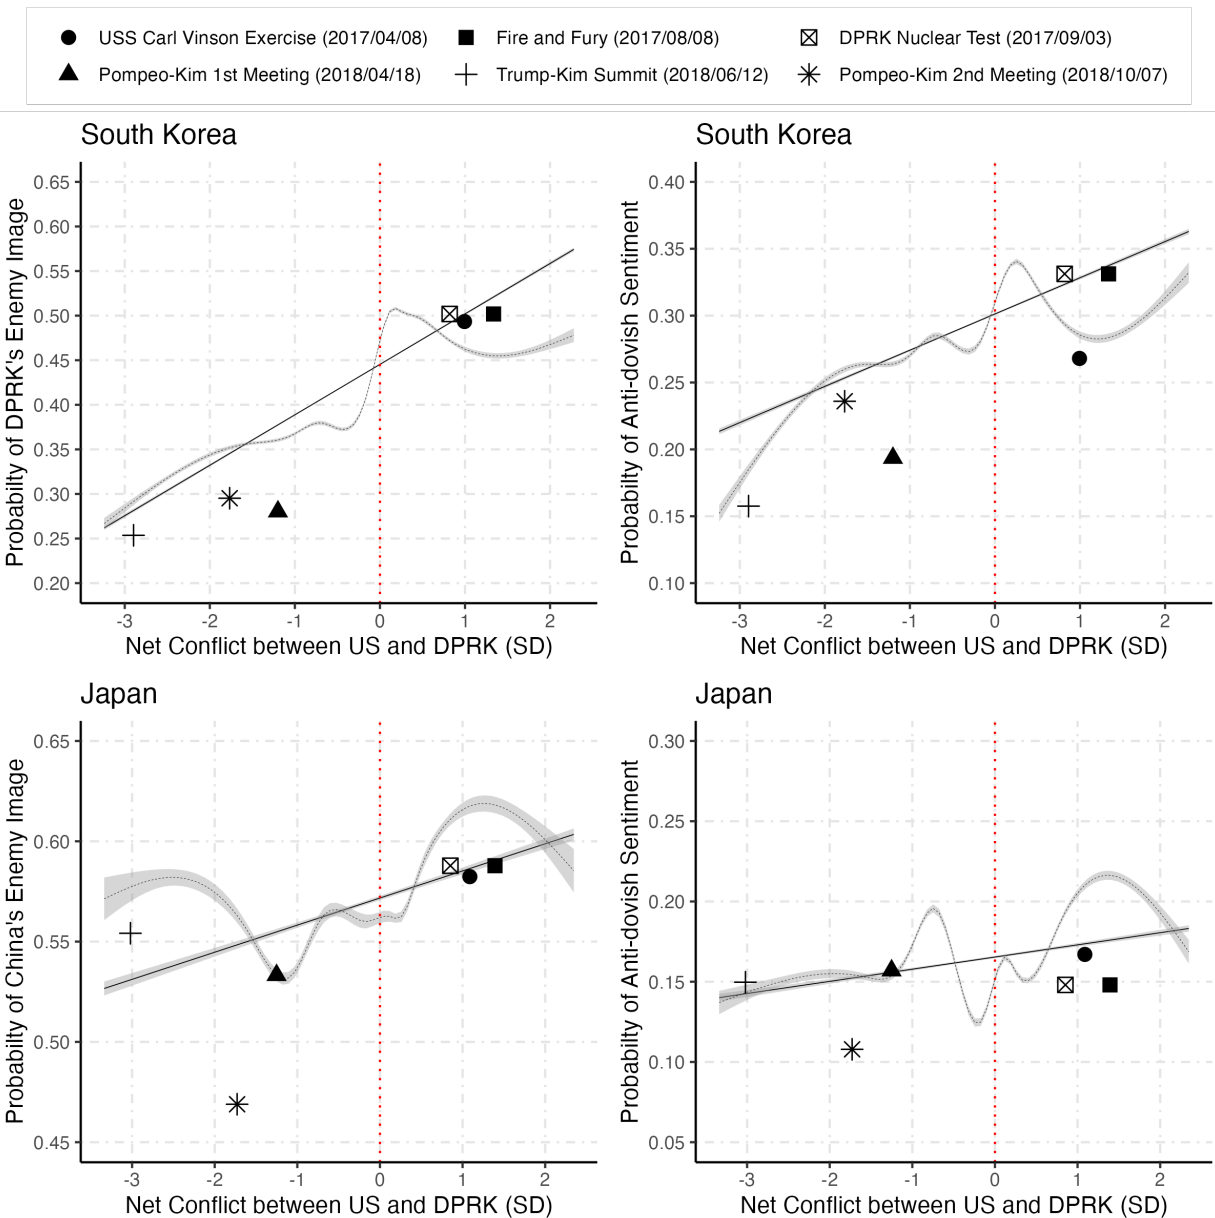 USS Carl Vinson Exercise (2017/04/08) Fire and Fury (2017/08/08) DPRK Nuclear Test (2017/09/03)
Pompeo-Kim 1st Meeting (2018/04/18) Trump-Kim Summit (2018/06/12) Pompeo-Kim 2nd Meeting (2018/10/07)
South Korea
Probabilty of DPRK's Enemy Image
0.65
0.60
0.55
0.50
0.45
0.40
0.35
0.30
0.25
0.20
-3 -2 -1 0 1 2
Net Conflict between US and DPRK (SD)
South Korea
Probabilty of Anti-dovish Sentiment
0.40
0.35
0.30
0.25
0.20
0.15
0.10
-3 -2 -1 0 1 2
Net Conflict between US and DPRK (SD)
Japan
Probabilty of China's Enemy Image
0.65
0.60
0.55
0.50
0.45
-3 -2 -1 0 1 2
Net Conflict between US and DPRK (SD)
Japan
Probabilty of Anti-dovish Sentiment
0.30
0.25
0.20
0.15
0.10
0.05
-3 -2 -1 0 1 2
Net Conflict between US and DPRK (SD)